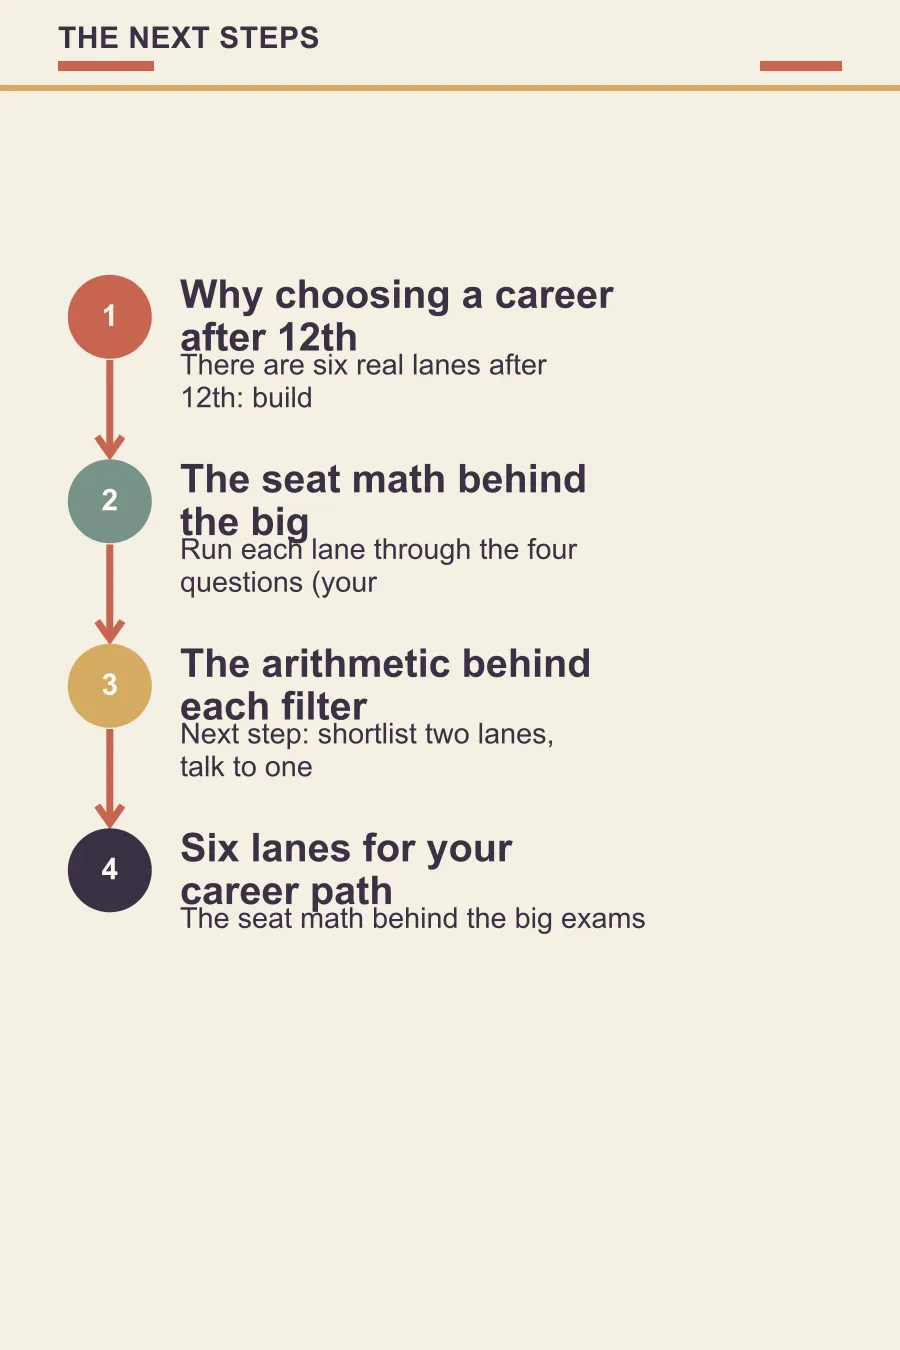 THE NEXT STEPS
1
Why choosing a career
after 12th
There are six real lanes after
12th: build
2
The seat math behind
the big
Run each lane through the four
questions (your
3
The arithmetic behind
each filter
Next step: shortlist two lanes,
talk to one
4
Six lanes for your
career path
The seat math behind the big exams